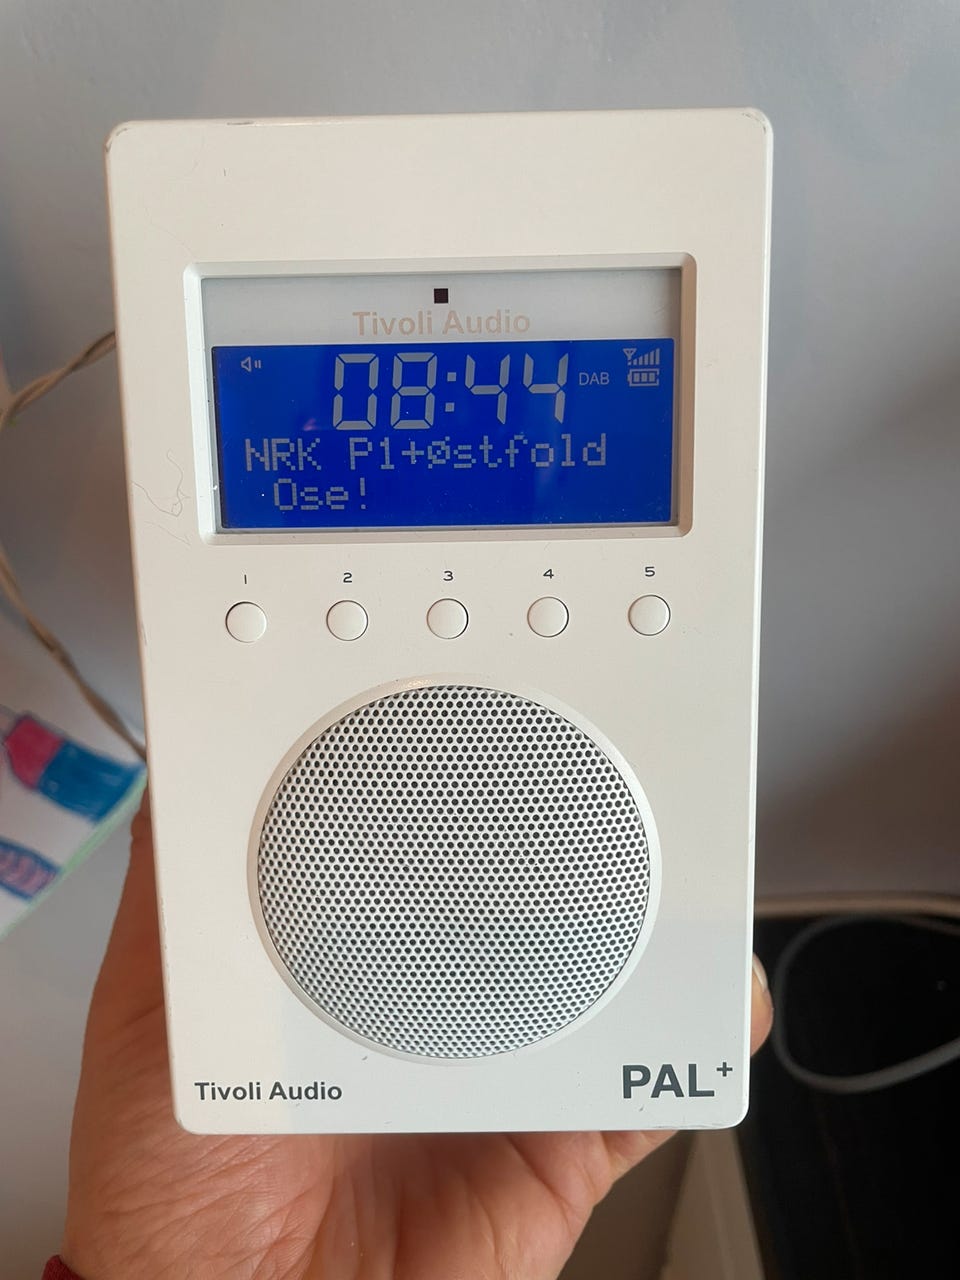 Tivoli Audio
08:44 DAB
NRK P1+Østfold
Ose!
1 2 3 4 5
Tivoli Audio
PAL+